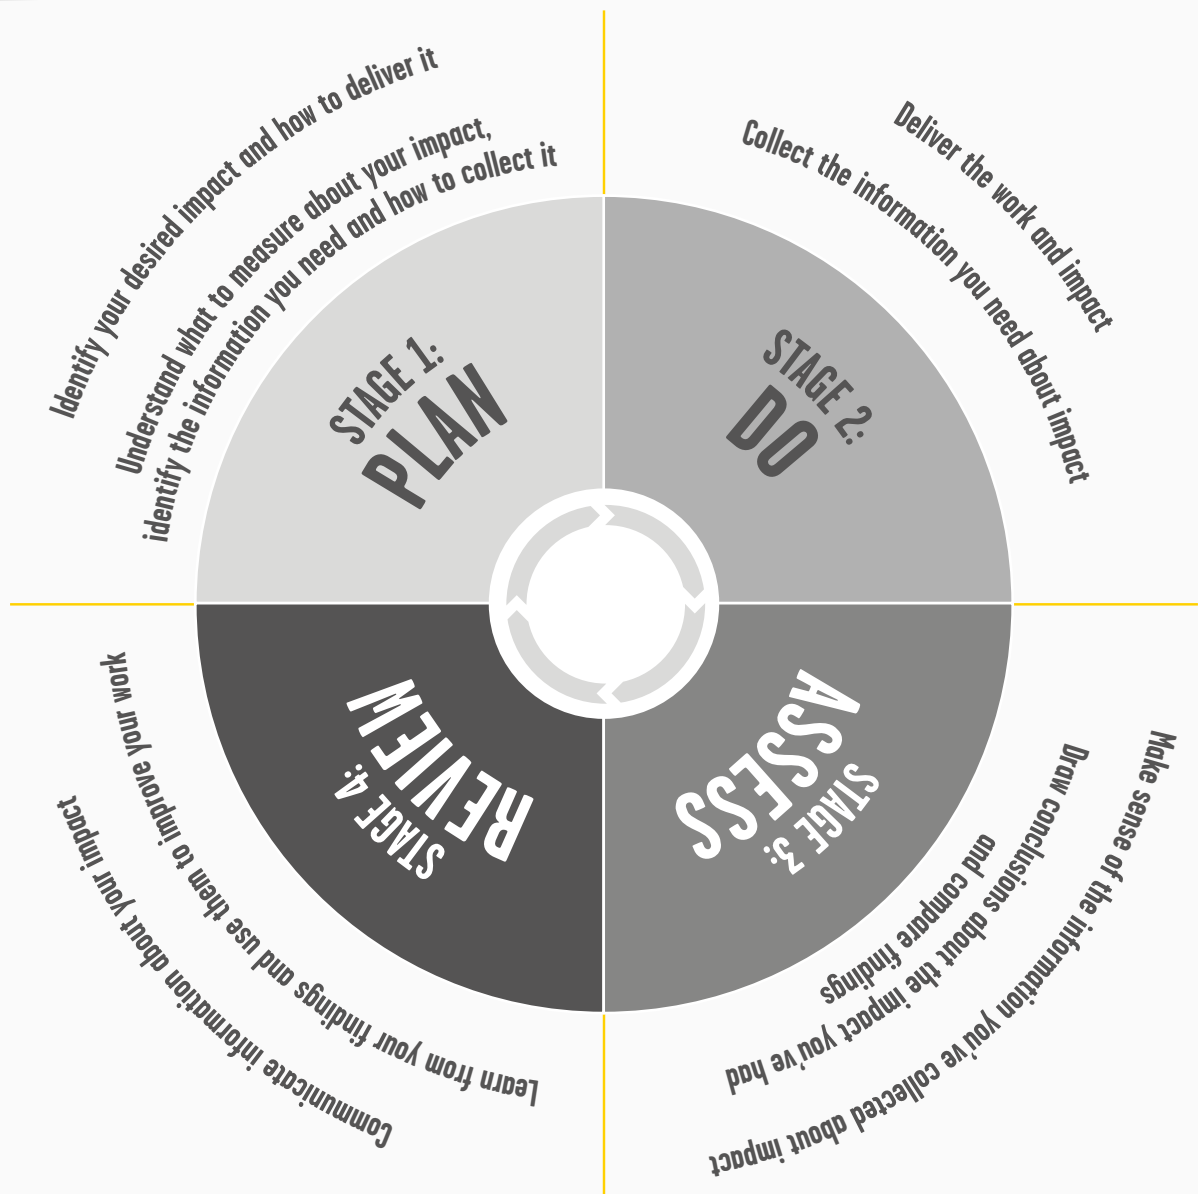 Identify your desired impact and how to deliver it
Understand what to measure about your impact,
identify the information you need and how to collect it
STAGE 1:
PLAN
Deliver the work and impact
Collect the information you need about impact
STAGE 2:
DO
STAGE 3:
ASSESS
Make sense of the information you've collected about impact
Draw conclusions about the impact you've had
and compare findings
STAGE 4:
REVIEW
Learn from your findings and use them to improve your work
Communicate information about your impact